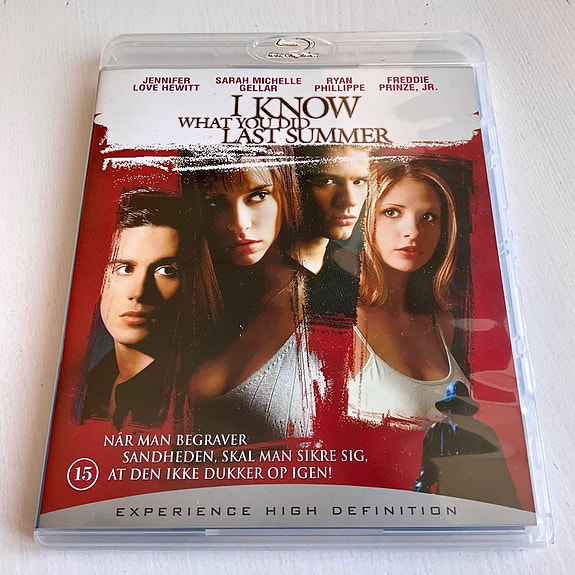 JENNIFER LOVE HEWITT
SARAH MICHELLE GELLAR
RYAN PHILLIPPE
FREDDIE PRINZE, JR.
I KNOW
WHAT YOU DID
LAST SUMMER
NÅR MAN BEGRAVER
SANDHEDEN, SKAL MAN SIKRE SIG,
AT DEN IKKE DUKKER OP IGEN!
15
EXPERIENCE HIGH DEFINITION